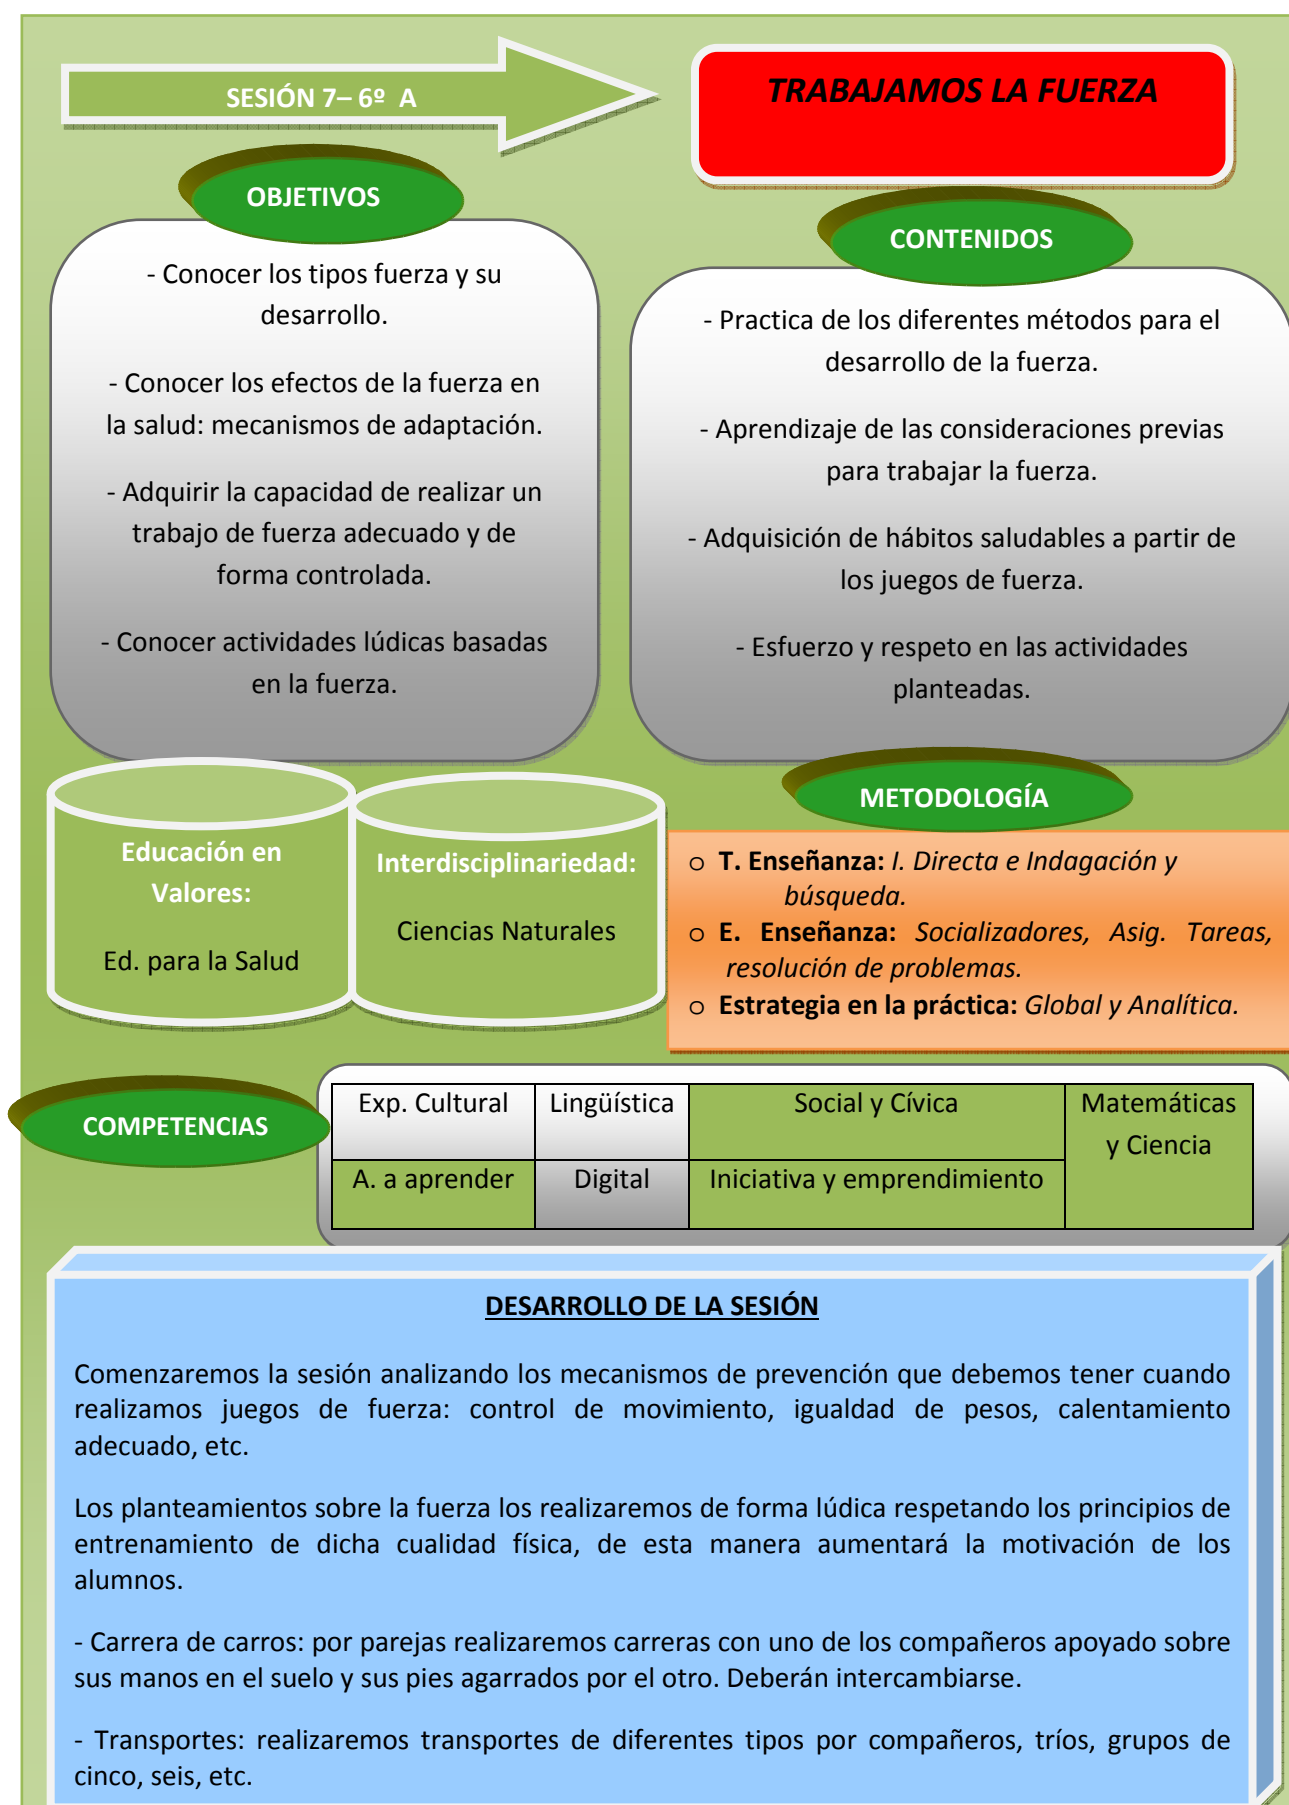 SESIÓN 7– 6º A
TRABAJAMOS LA FUERZA
OBJETIVOS
- Conocer los tipos fuerza y su
desarrollo.
- Conocer los efectos de la fuerza en
la salud: mecanismos de adaptación.
- Adquirir la capacidad de realizar un
trabajo de fuerza adecuado y de
forma controlada.
- Conocer actividades lúdicas basadas
en la fuerza.
CONTENIDOS
- Practica de los diferentes métodos para el
desarrollo de la fuerza.
- Aprendizaje de las consideraciones previas
para trabajar la fuerza.
- Adquisición de hábitos saludables a partir de
los juegos de fuerza.
- Esfuerzo y respeto en las actividades
planteadas.
Educación en
Valores:
Ed. para la Salud
Interdisciplinariedad:
Ciencias Naturales
METODOLOGÍA
o T. Enseñanza: I. Directa e Indagación y
búsqueda.
o E. Enseñanza: Socializadores, Asig. Tareas,
resolución de problemas.
o Estrategia en la práctica: Global y Analítica.
COMPETENCIAS
Exp. Cultural
Lingüística
Social y Cívica
Matemáticas
y Ciencia
A. a aprender
Digital
Iniciativa y emprendimiento
DESARROLLO DE LA SESIÓN
Comenzaremos la sesión analizando los mecanismos de prevención que debemos tener cuando
realizamos juegos de fuerza: control de movimiento, igualdad de pesos, calentamiento
adecuado, etc.
Los planteamientos sobre la fuerza los realizaremos de forma lúdica respetando los principios de
entrenamiento de dicha cualidad física, de esta manera aumentará la motivación de los
alumnos.
- Carrera de carros: por parejas realizaremos carreras con uno de los compañeros apoyado sobre
sus manos en el suelo y sus pies agarrados por el otro. Deberán intercambiarse.
- Transportes: realizaremos transportes de diferentes tipos por compañeros, tríos, grupos de
cinco, seis, etc.